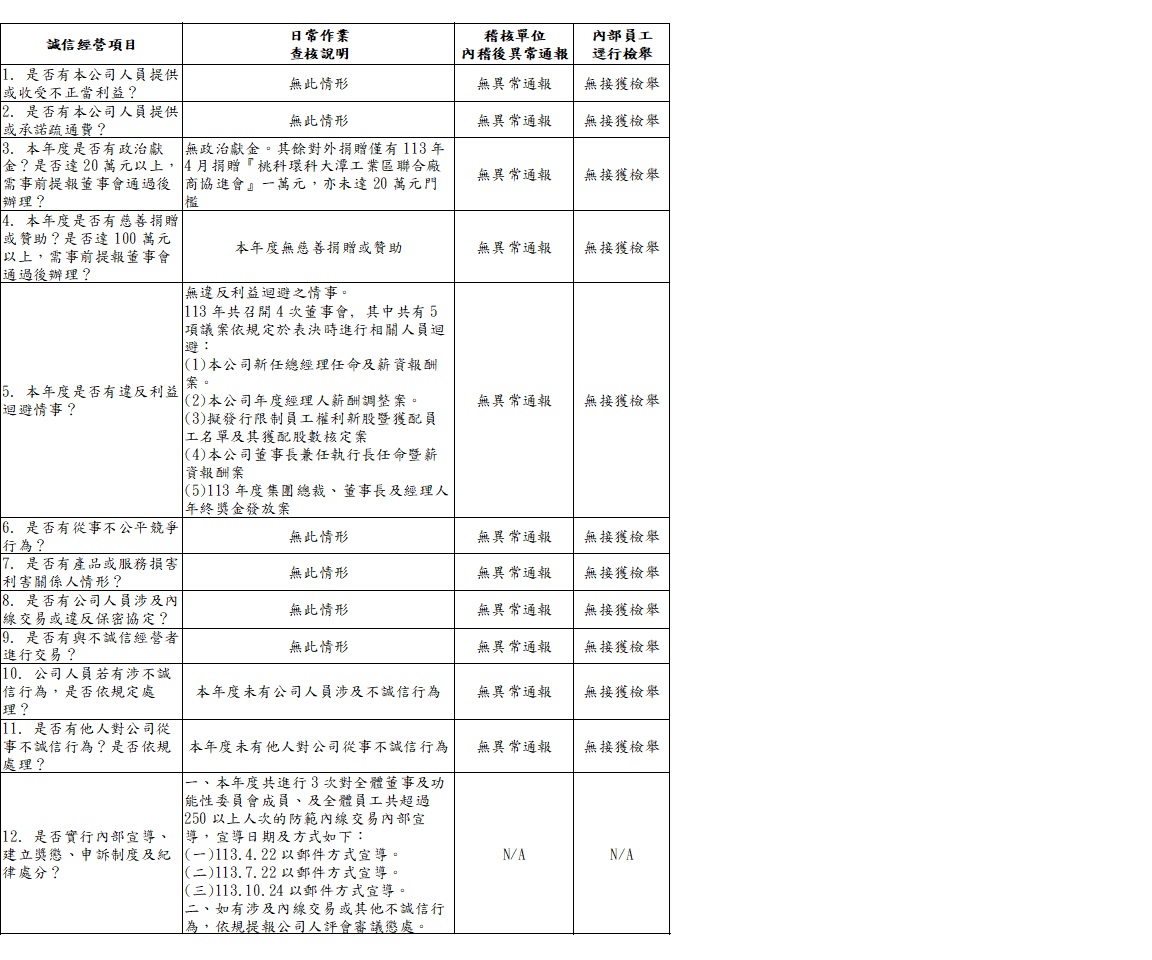 誠信經營項目
日常作業
查核說明
稽核單位
內稽後異常通報
內部員工
逕行檢舉
1. 是否有本公司人員提供
或收受不正當利益？
無此情形
無異常通報
無接獲檢舉
2. 是否有本公司人員提供
或承諾疏通費？
無此情形
無異常通報
無接獲檢舉
3. 本年度是否有政治獻
金？是否達 20 萬元以上，
需事前提報董事會通過後
辦理？
無政治獻金。其餘對外捐贈僅有 113 年
4 月捐贈『桃科環科大潭工業區聯合廠
商協進會』一萬元，亦未達 20 萬元門
檻
無異常通報
無接獲檢舉
4. 本年度是否有慈善捐贈
或贊助？是否達 100 萬元
以上，需事前提報董事會
通過後辦理？
本年度無慈善捐贈或贊助
無異常通報
無接獲檢舉
5. 本年度是否有違反利益
迴避情事？
無違反利益迴避之情事。
113 年共召開 4 次董事會, 其中共有 5
項議案依規定於表決時進行相關人員迴
避：
(1)本公司新任總經理任命及薪資報酬
案。
(2)本公司年度經理人薪酬調整案。
(3)擬發行限制員工權利新股暨獲配員
工名單及其獲配股數核定案
(4)本公司董事長兼任執行長任命暨薪
資報酬案
(5)113 年度集團總裁、董事長及經理人
年終獎金發放案
無異常通報
無接獲檢舉
6. 是否有從事不公平競爭
行為？
無此情形
無異常通報
無接獲檢舉
7. 是否有產品或服務損害
利害關係人情形？
無此情形
無異常通報
無接獲檢舉
8. 是否有公司人員涉及內
線交易或違反保密協定？
無此情形
無異常通報
無接獲檢舉
9. 是否有與不誠信經營者
進行交易？
無此情形
無異常通報
無接獲檢舉
10. 公司人員若有涉不誠
信行為，是否依規定處
理？
本年度未有公司人員涉及不誠信行為
無異常通報
無接獲檢舉
11. 是否有他人對公司從
事不誠信行為？是否依規
處理？
本年度未有他人對公司從事不誠信行為
無異常通報
無接獲檢舉
12. 是否實行內部宣導、
建立獎懲、申訴制度及紀
律處分？
一、本年度共進行 3 次對全體董事及功
能性委員會成員、及全體員工共超過
250 以上人次的防範內線交易內部宣
導，宣導日期及方式如下：
(一)113.4.22 以郵件方式宣導。
(二)113.7.22 以郵件方式宣導。
(三)113.10.24 以郵件方式宣導。
二、如有涉及內線交易或其他不誠信行
為，依規提報公司人評會審議懲處。
N/A
N/A